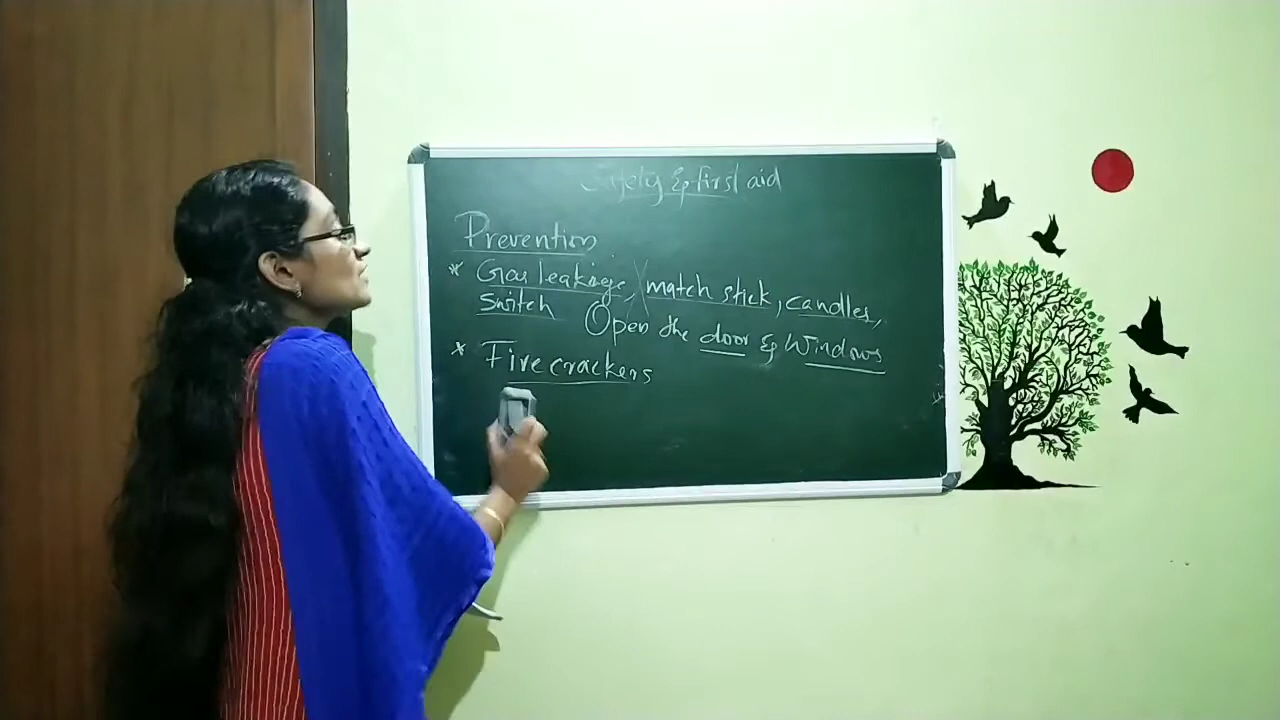 Safety & first aid
Prevention
* Gas leakage, X match stick, candles,
switch Open the door & Windows
* Fire crackers